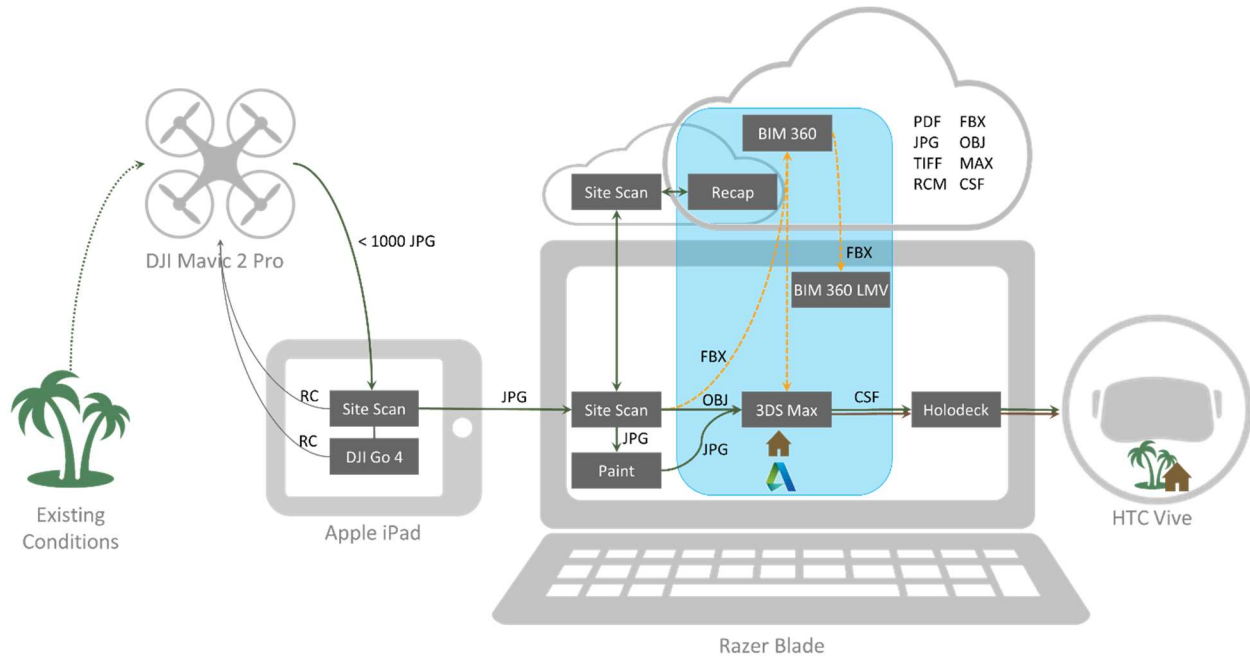 BIM 360
PDF FBX
JPG OBJ
TIFF MAX
RCM CSF
Site Scan
Recap
< 1000 JPG
DJI Mavic 2 Pro
FBX
BIM 360 LMV
FBX
RC
Site Scan
JPG
Site Scan
OBJ
3DS Max
CSF
Holodeck
RC
DJI Go 4
JPG
JPG
Paint
Existing
Conditions
Apple iPad
HTC Vive
Razer Blade